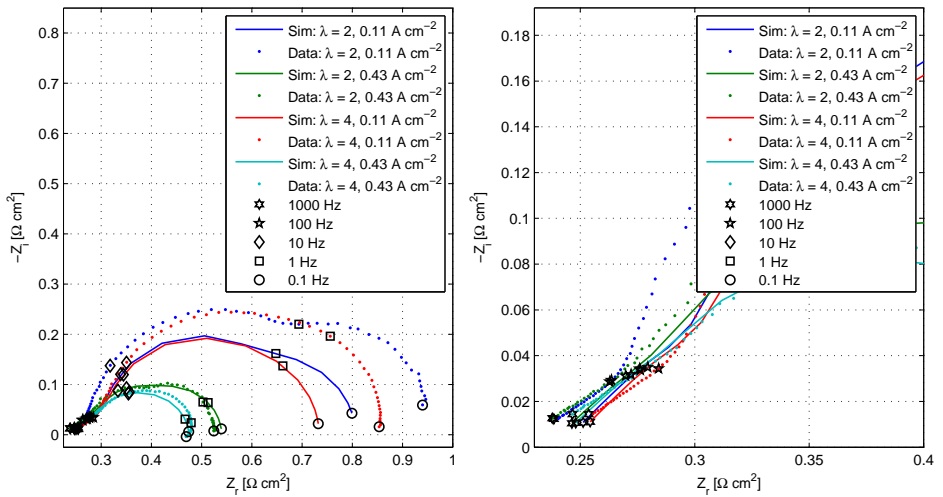 0.8
0.7
0.6
0.5
0.4
0.3
0.2
0.1
0
−Z_i [Ω cm²]
0.3 0.4 0.5 0.6 0.7 0.8 0.9 1
Z_r [Ω cm²]
Sim: λ = 2, 0.11 A cm⁻²
Data: λ = 2, 0.11 A cm⁻²
Sim: λ = 2, 0.43 A cm⁻²
Data: λ = 2, 0.43 A cm⁻²
Sim: λ = 4, 0.11 A cm⁻²
Data: λ = 4, 0.11 A cm⁻²
Sim: λ = 4, 0.43 A cm⁻²
Data: λ = 4, 0.43 A cm⁻²
1000 Hz
100 Hz
10 Hz
1 Hz
0.1 Hz
0.18
0.16
0.14
0.12
0.1
0.08
0.06
0.04
0.02
0
−Z_i [Ω cm²]
0.25 0.3 0.35 0.4
Z_r [Ω cm²]
Sim: λ = 2, 0.11 A cm⁻²
Data: λ = 2, 0.11 A cm⁻²
Sim: λ = 2, 0.43 A cm⁻²
Data: λ = 2, 0.43 A cm⁻²
Sim: λ = 4, 0.11 A cm⁻²
Data: λ = 4, 0.11 A cm⁻²
Sim: λ = 4, 0.43 A cm⁻²
Data: λ = 4, 0.43 A cm⁻²
1000 Hz
100 Hz
10 Hz
1 Hz
0.1 Hz